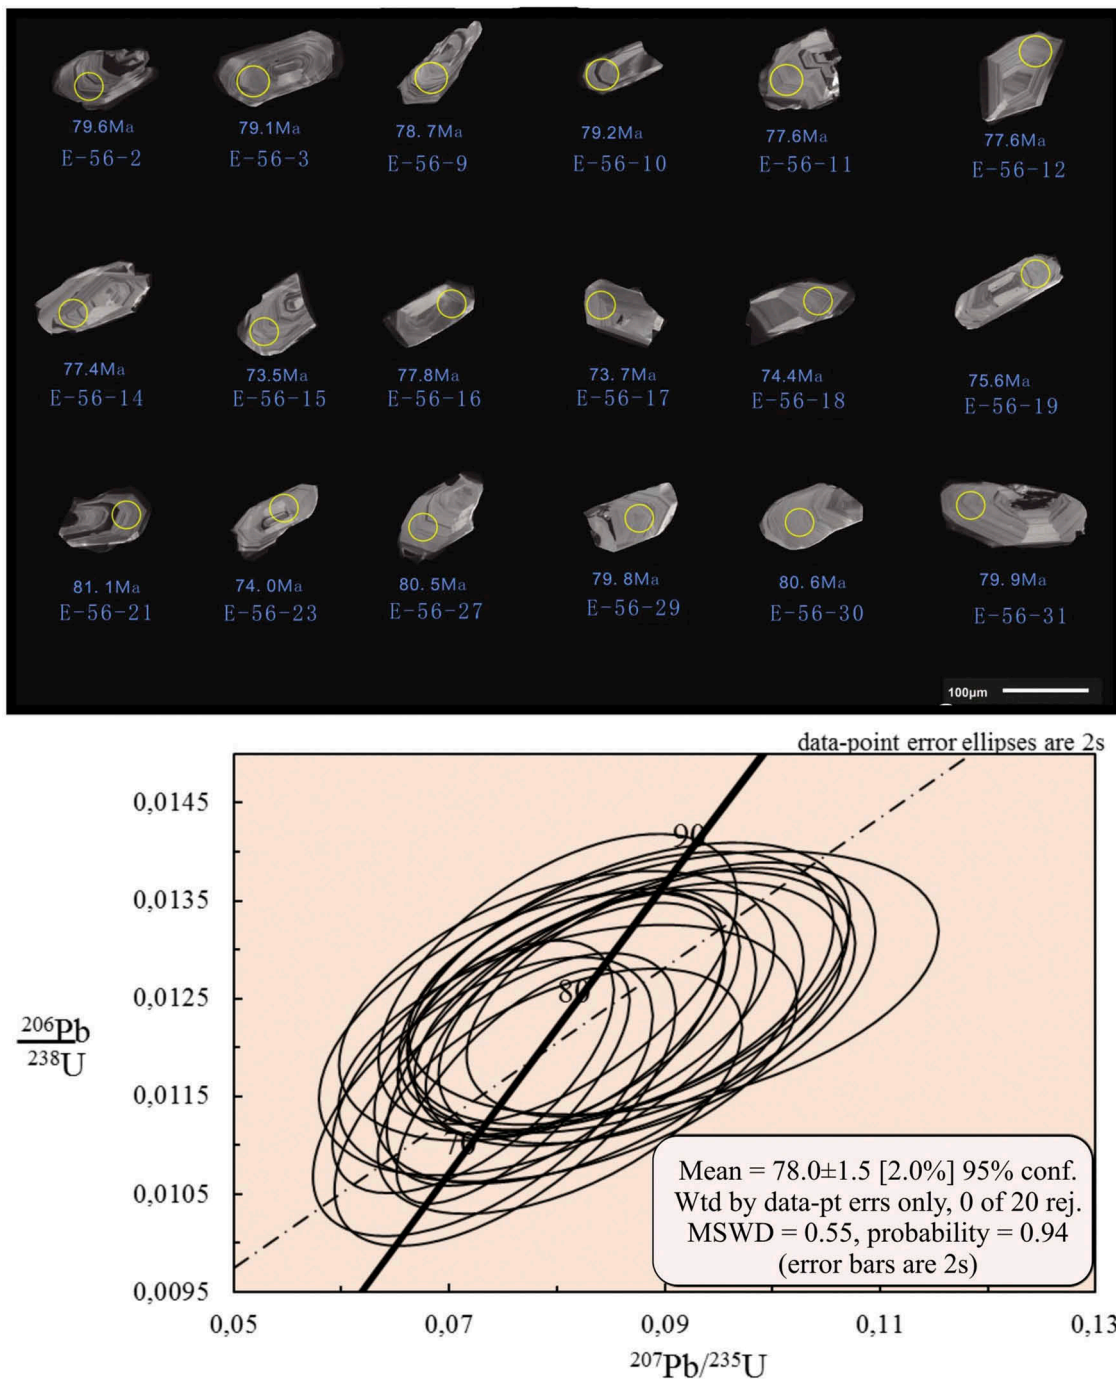 79.6Ma 79.1Ma 78.7Ma 79.2Ma 77.6Ma 77.6Ma
E-56-2 E-56-3 E-56-9 E-56-10 E-56-11 E-56-12
77.4Ma 73.5Ma 77.8Ma 73.7Ma 74.4Ma 75.6Ma
E-56-14 E-56-15 E-56-16 E-56-17 E-56-18 E-56-19
81.1Ma 74.0Ma 80.5Ma 79.8Ma 80.6Ma 79.9Ma
E-56-21 E-56-23 E-56-27 E-56-29 E-56-30 E-56-31
100μm
data-point error ellipses are 2s
0,0145
90
0,0135
0,0125
80
206Pb
238U
0,0115
70
0,0105
0,0095
Mean = 78.0±1.5 [2.0%] 95% conf.
Wtd by data-pt errs only, 0 of 20 rej.
MSWD = 0.55, probability = 0.94
(error bars are 2s)
0,05 0,07 0,09 0,11 0,13
207Pb/235U